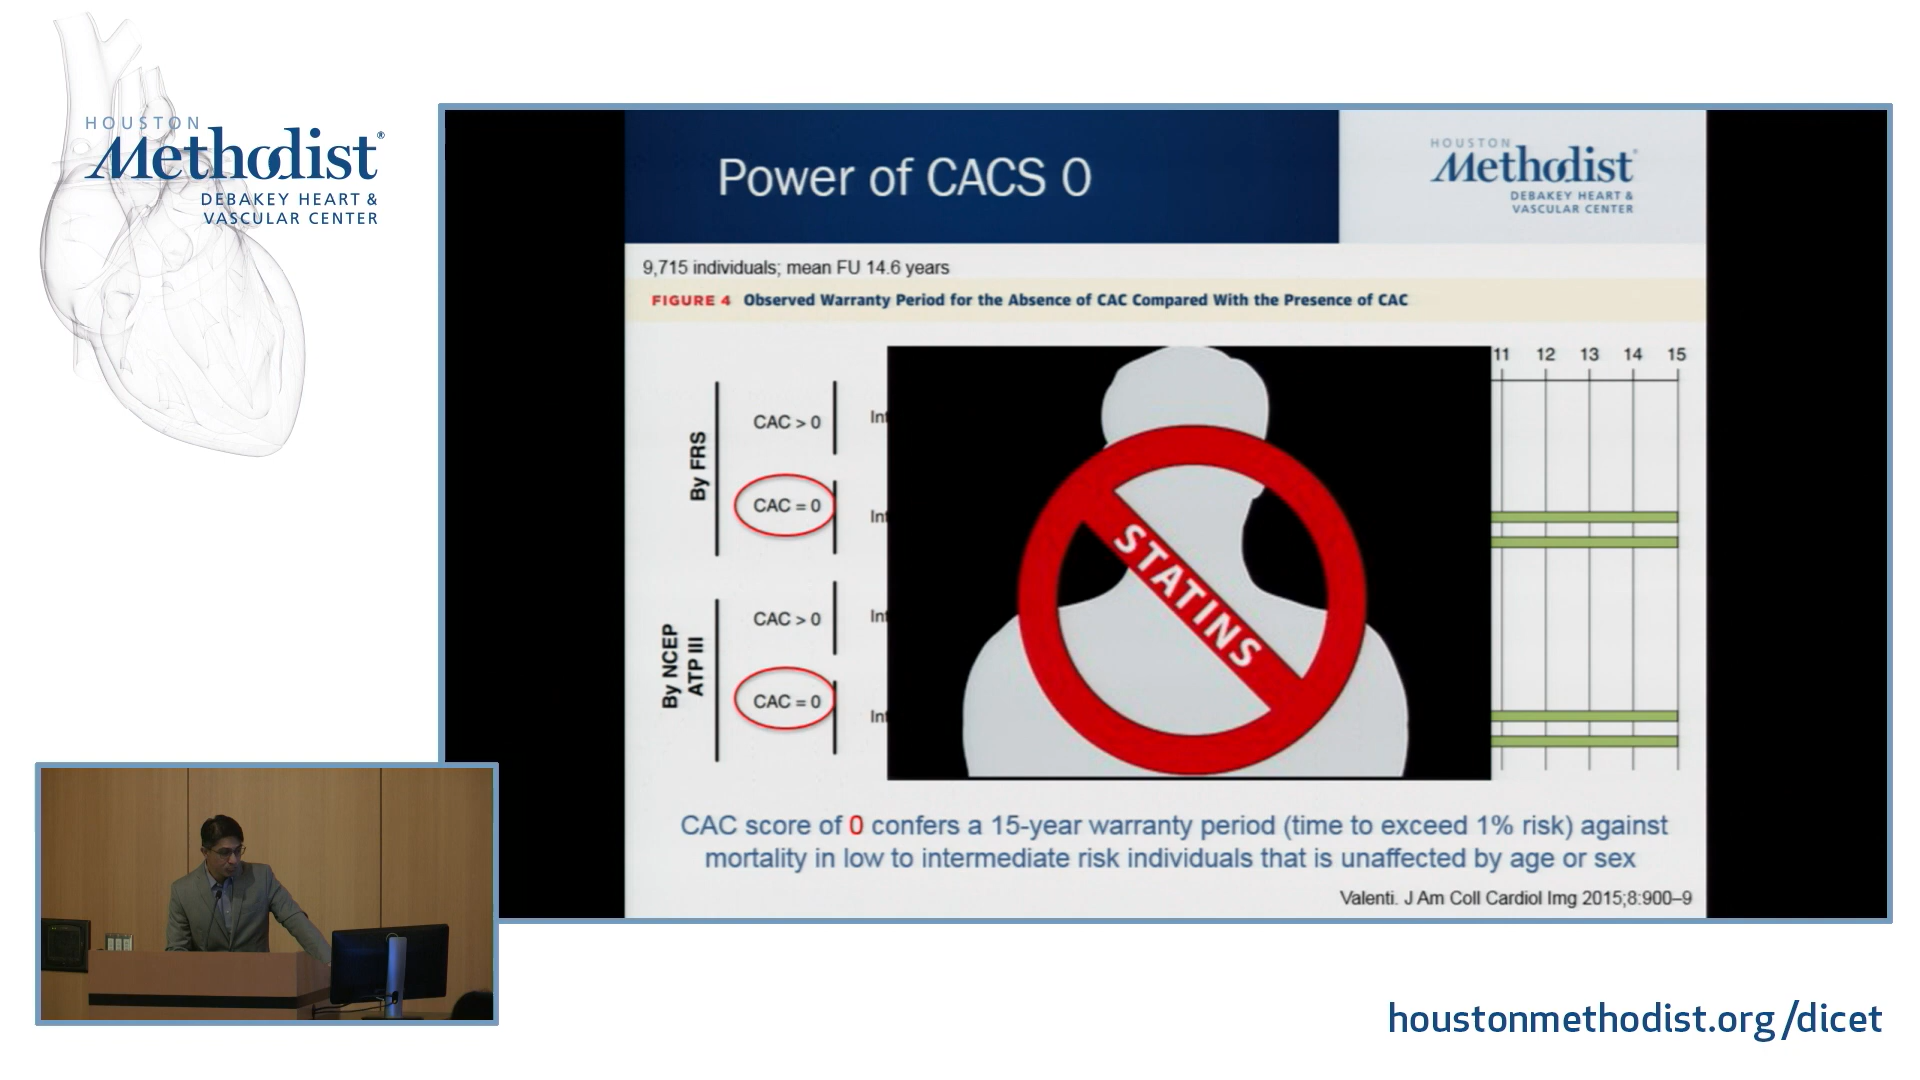 HOUSTON
Methodist®
DEBAKEY HEART &
VASCULAR CENTER
Power of CACS 0
HOUSTON
Methodist®
DEBAKEY HEART &
VASCULAR CENTER
9,715 individuals; mean FU 14.6 years
FIGURE 4 Observed Warranty Period for the Absence of CAC Compared With the Presence of CAC
11 12 13 14 15
By FRS
CAC > 0
Int
CAC = 0
Int
By NCEP
ATP III
CAC > 0
Int
CAC = 0
Int
STATINS
CAC score of 0 confers a 15-year warranty period (time to exceed 1% risk) against
mortality in low to intermediate risk individuals that is unaffected by age or sex
Valenti. J Am Coll Cardiol Img 2015;8:900–9
houstonmethodist.org/dicet